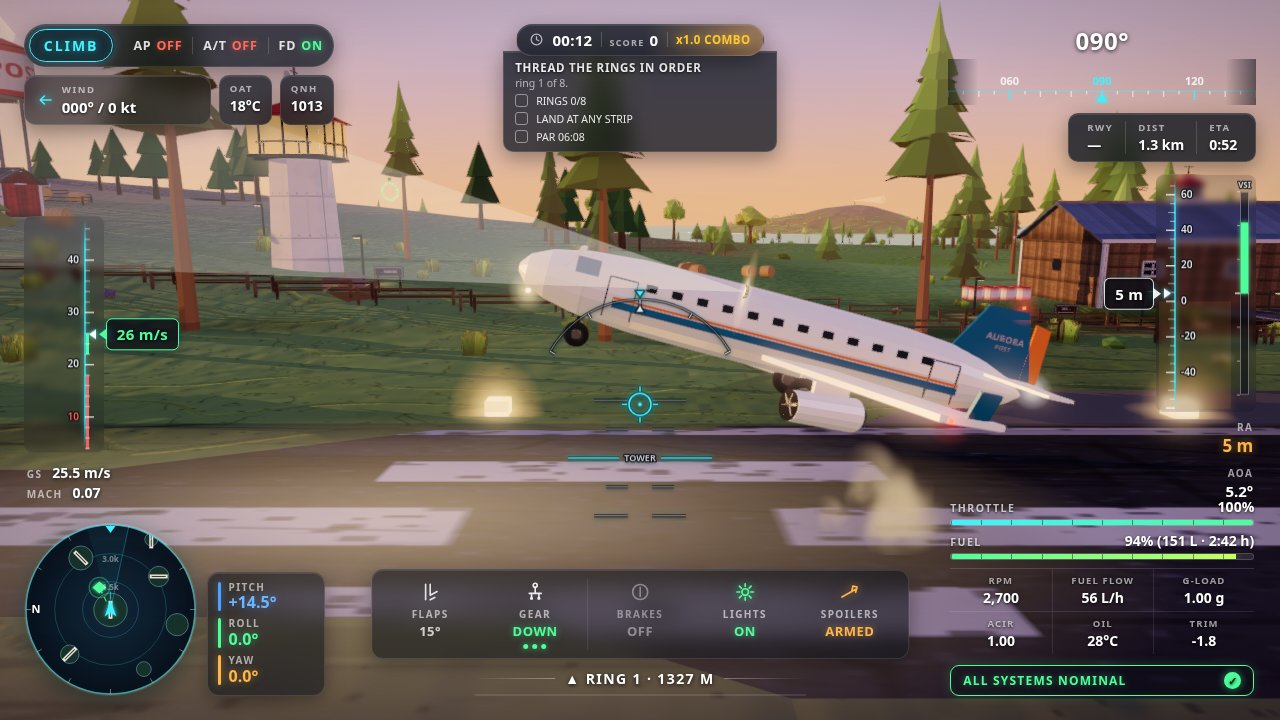 CLIMB
AP OFF
A/T OFF
FD ON
WIND
000° / 0 kt
OAT
18°C
QNH
1013
00:12
SCORE 0
x1.0 COMBO
THREAD THE RINGS IN ORDER
ring 1 of 8.
RINGS 0/8
LAND AT ANY STRIP
PAR 06:08
090°
060
090
120
RWY
—
DIST
1.3 km
ETA
0:52
40
30
20
10
26 m/s
GS 25.5 m/s
MACH 0.07
VSI
60
40
20
0
-20
-40
5 m
AURORA
RA
5 m
AOA
5.2°
THROTTLE 100%
FUEL 94% (151 L · 2:42 h)
RPM
2,700
FUEL FLOW
56 L/h
G-LOAD
1.00 g
ACIR
1.00
OIL
28°C
TRIM
-1.8
ALL SYSTEMS NOMINAL
TOWER
N
3.0k
PITCH
+14.5°
ROLL
0.0°
YAW
0.0°
FLAPS
15°
GEAR
DOWN
BRAKES
OFF
LIGHTS
ON
SPOILERS
ARMED
▲ RING 1 · 1327 M